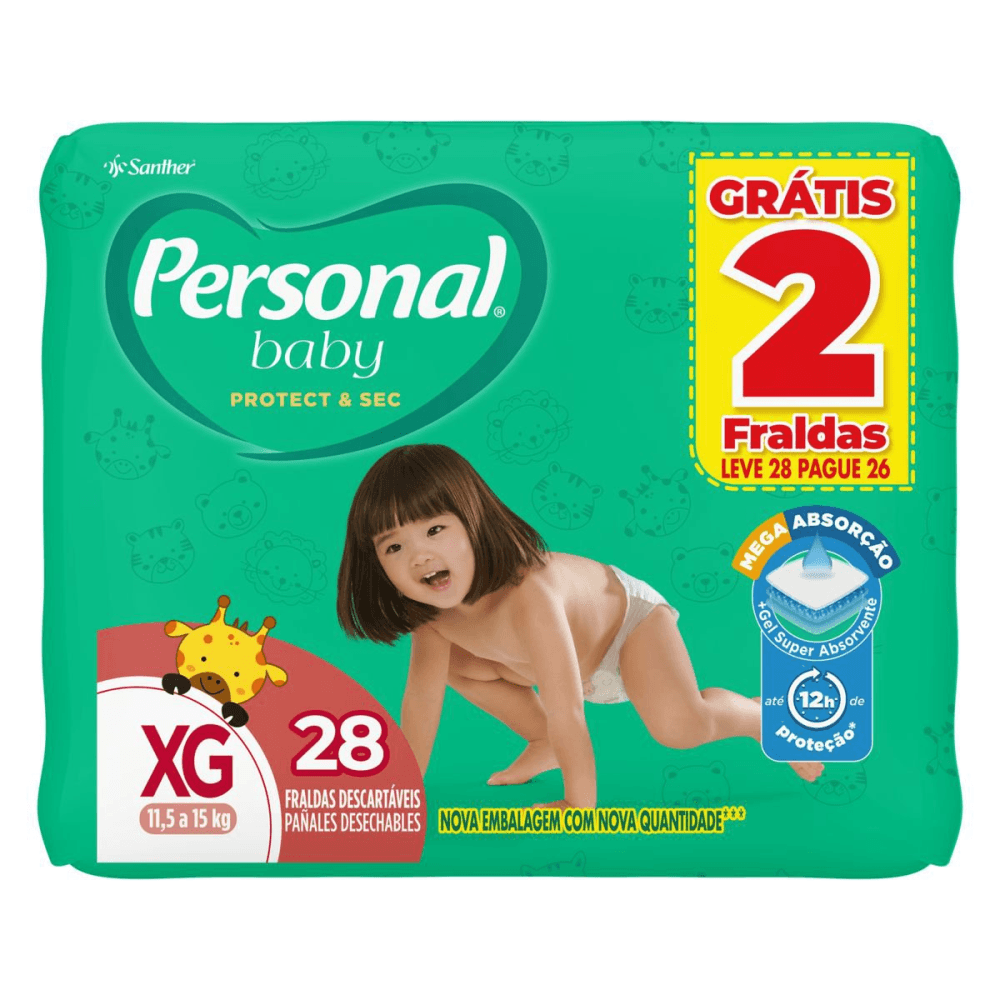 Santher
Personal®
baby
PROTECT & SEC
GRÁTIS
2
Fraldas
LEVE 28 PAGUE 26
MEGA ABSORÇÃO
+Gel Super Absorvente
até 12h de
proteção*
XG
11,5 a 15 kg
28
FRALDAS DESCARTÁVEIS
PAÑALES DESECHABLES
NOVA EMBALAGEM COM NOVA QUANTIDADE‡‡‡